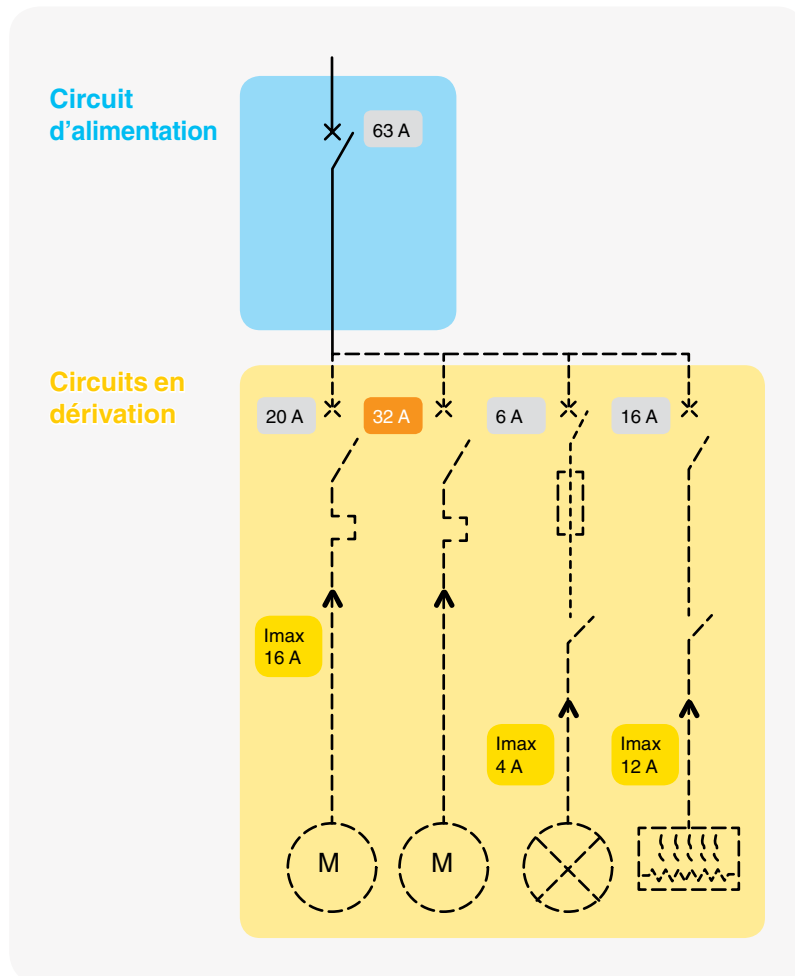 Circuit
d'alimentation
63 A
Circuits en
dérivation
20 A
32 A
6 A
16 A
Imax
16 A
Imax
4 A
Imax
12 A
M
M